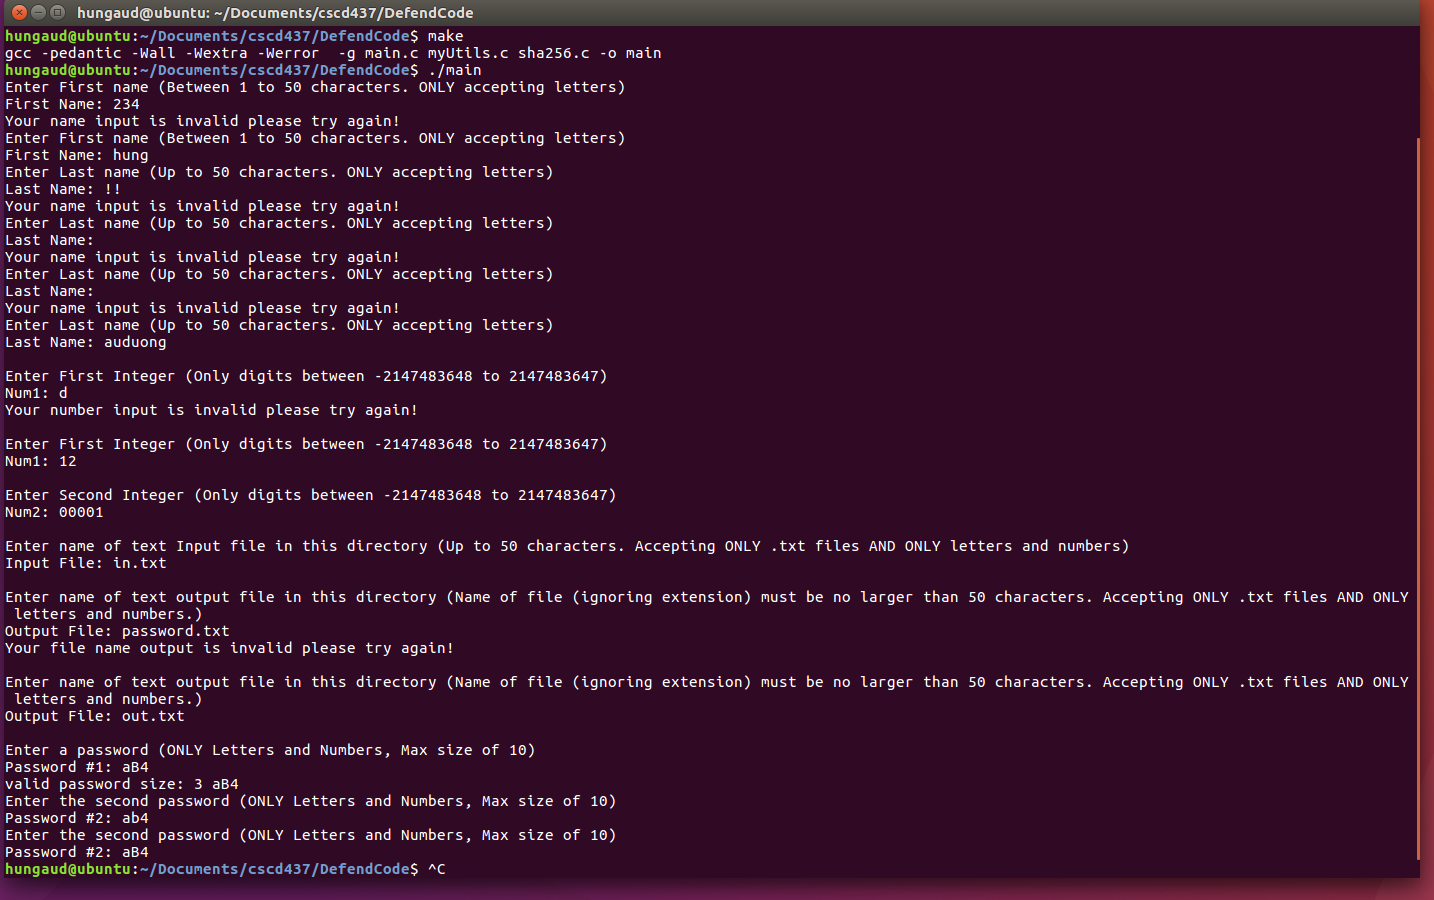 hungaud@ubuntu: ~/Documents/cscd437/DefendCode
hungaud@ubuntu:~/Documents/cscd437/DefendCode$ make
gcc -pedantic -Wall -Wextra -Werror  -g main.c myUtils.c sha256.c -o main
hungaud@ubuntu:~/Documents/cscd437/DefendCode$ ./main
Enter First name (Between 1 to 50 characters. ONLY accepting letters)
First Name: 234
Your name input is invalid please try again!
Enter First name (Between 1 to 50 characters. ONLY accepting letters)
First Name: hung
Enter Last name (Up to 50 characters. ONLY accepting letters)
Last Name: !!
Your name input is invalid please try again!
Enter Last name (Up to 50 characters. ONLY accepting letters)
Last Name:
Your name input is invalid please try again!
Enter Last name (Up to 50 characters. ONLY accepting letters)
Last Name:
Your name input is invalid please try again!
Enter Last name (Up to 50 characters. ONLY accepting letters)
Last Name: auduong
Enter First Integer (Only digits between -2147483648 to 2147483647)
Num1: d
Your number input is invalid please try again!
Enter First Integer (Only digits between -2147483648 to 2147483647)
Num1: 12
Enter Second Integer (Only digits between -2147483648 to 2147483647)
Num2: 00001
Enter name of text Input file in this directory (Up to 50 characters. Accepting ONLY .txt files AND ONLY letters and numbers)
Input File: in.txt
Enter name of text output file in this directory (Name of file (ignoring extension) must be no larger than 50 characters. Accepting ONLY .txt files AND ONLY
 letters and numbers.)
Output File: password.txt
Your file name output is invalid please try again!
Enter name of text output file in this directory (Name of file (ignoring extension) must be no larger than 50 characters. Accepting ONLY .txt files AND ONLY
 letters and numbers.)
Output File: out.txt
Enter a password (ONLY Letters and Numbers, Max size of 10)
Password #1: aB4
valid password size: 3 aB4
Enter the second password (ONLY Letters and Numbers, Max size of 10)
Password #2: ab4
Enter the second password (ONLY Letters and Numbers, Max size of 10)
Password #2: aB4
hungaud@ubuntu:~/Documents/cscd437/DefendCode$ ^C